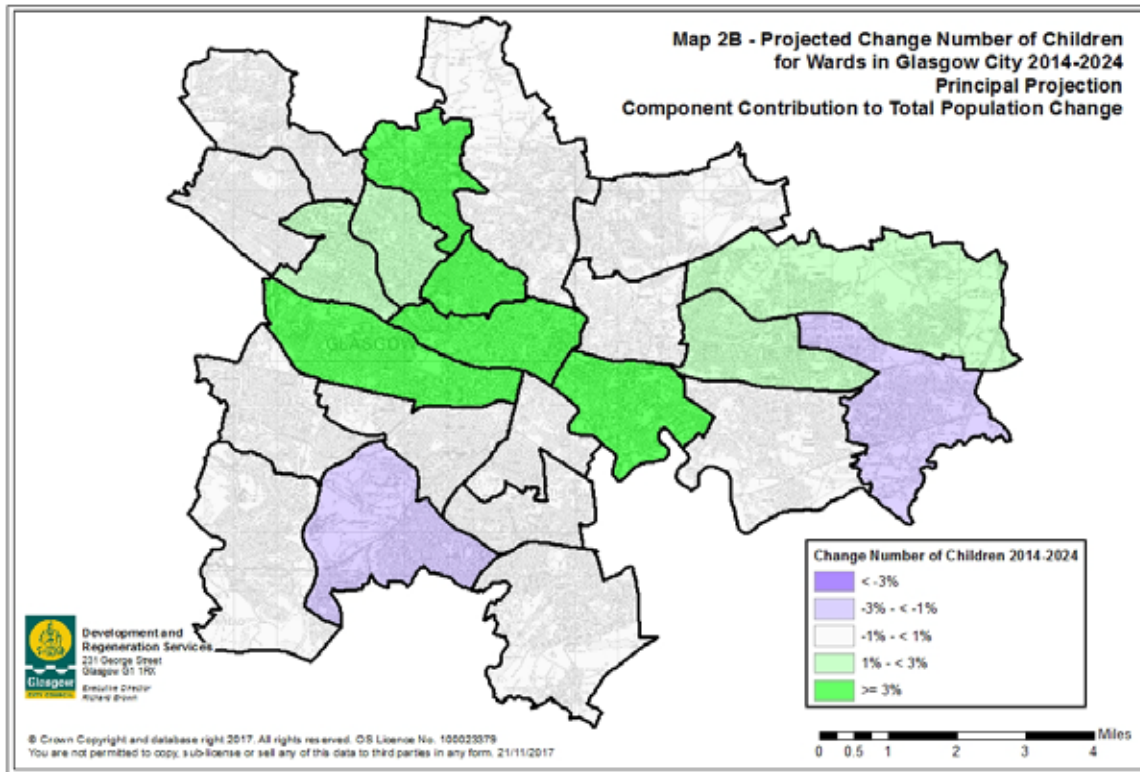 Map 2B - Projected Change Number of Children
for Wards in Glasgow City 2014-2024
Principal Projection
Component Contribution to Total Population Change
GLASGOW
Change Number of Children 2014-2024
< -3%
-3% - < -1%
-1% - < 1%
1% - < 3%
>= 3%
Development and
Regeneration Services
231 George Street
Glasgow G1 1RX
Executive Director
Richard Brown
Glasgow
CITY COUNCIL
Miles
0 0.5 1 2 3 4
© Crown Copyright and database right 2017. All rights reserved. OS Licence No. 100023379
You are not permitted to copy, sub-license or sell any of this data to third parties in any form. 21/11/2017